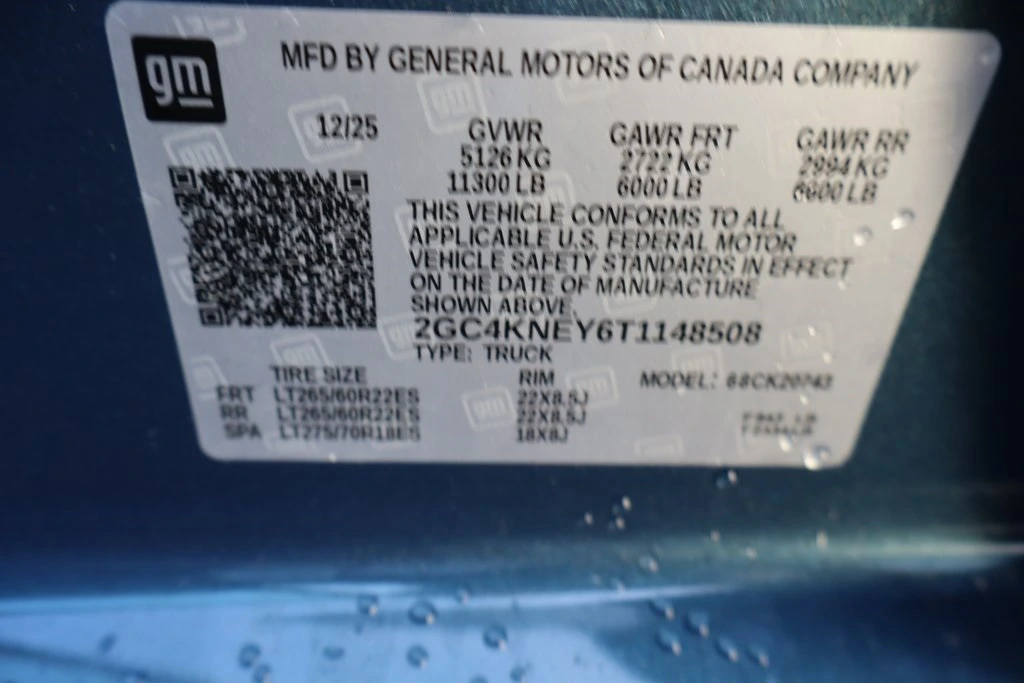 gm
MFD BY GENERAL MOTORS OF CANADA COMPANY
12/25 GVWR GAWR FRT GAWR RR
5126 KG 2722 KG 2994 KG
11300 LB 6000 LB 6600 LB
THIS VEHICLE CONFORMS TO ALL
APPLICABLE U.S. FEDERAL MOTOR
VEHICLE SAFETY STANDARDS IN EFFECT
ON THE DATE OF MANUFACTURE
SHOWN ABOVE.
2GC4KNEY6T1148508
TYPE: TRUCK
TIRE SIZE RIM MODEL:
FRT LT265/60R22ES 22X8.5J
RR LT265/60R22ES 22X8.5J
SPA LT275/70R18ES 18X8J